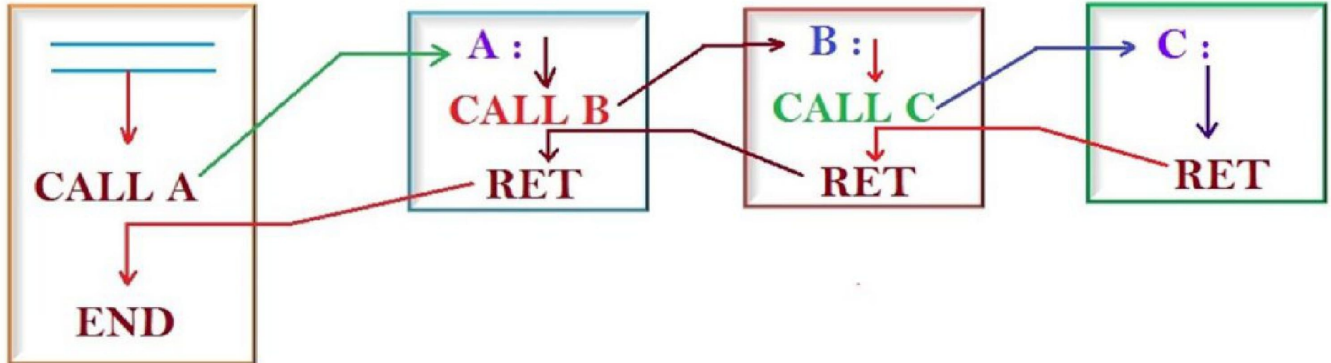 CALL A
END
A :
CALL B
RET
B :
CALL C
RET
C :
RET